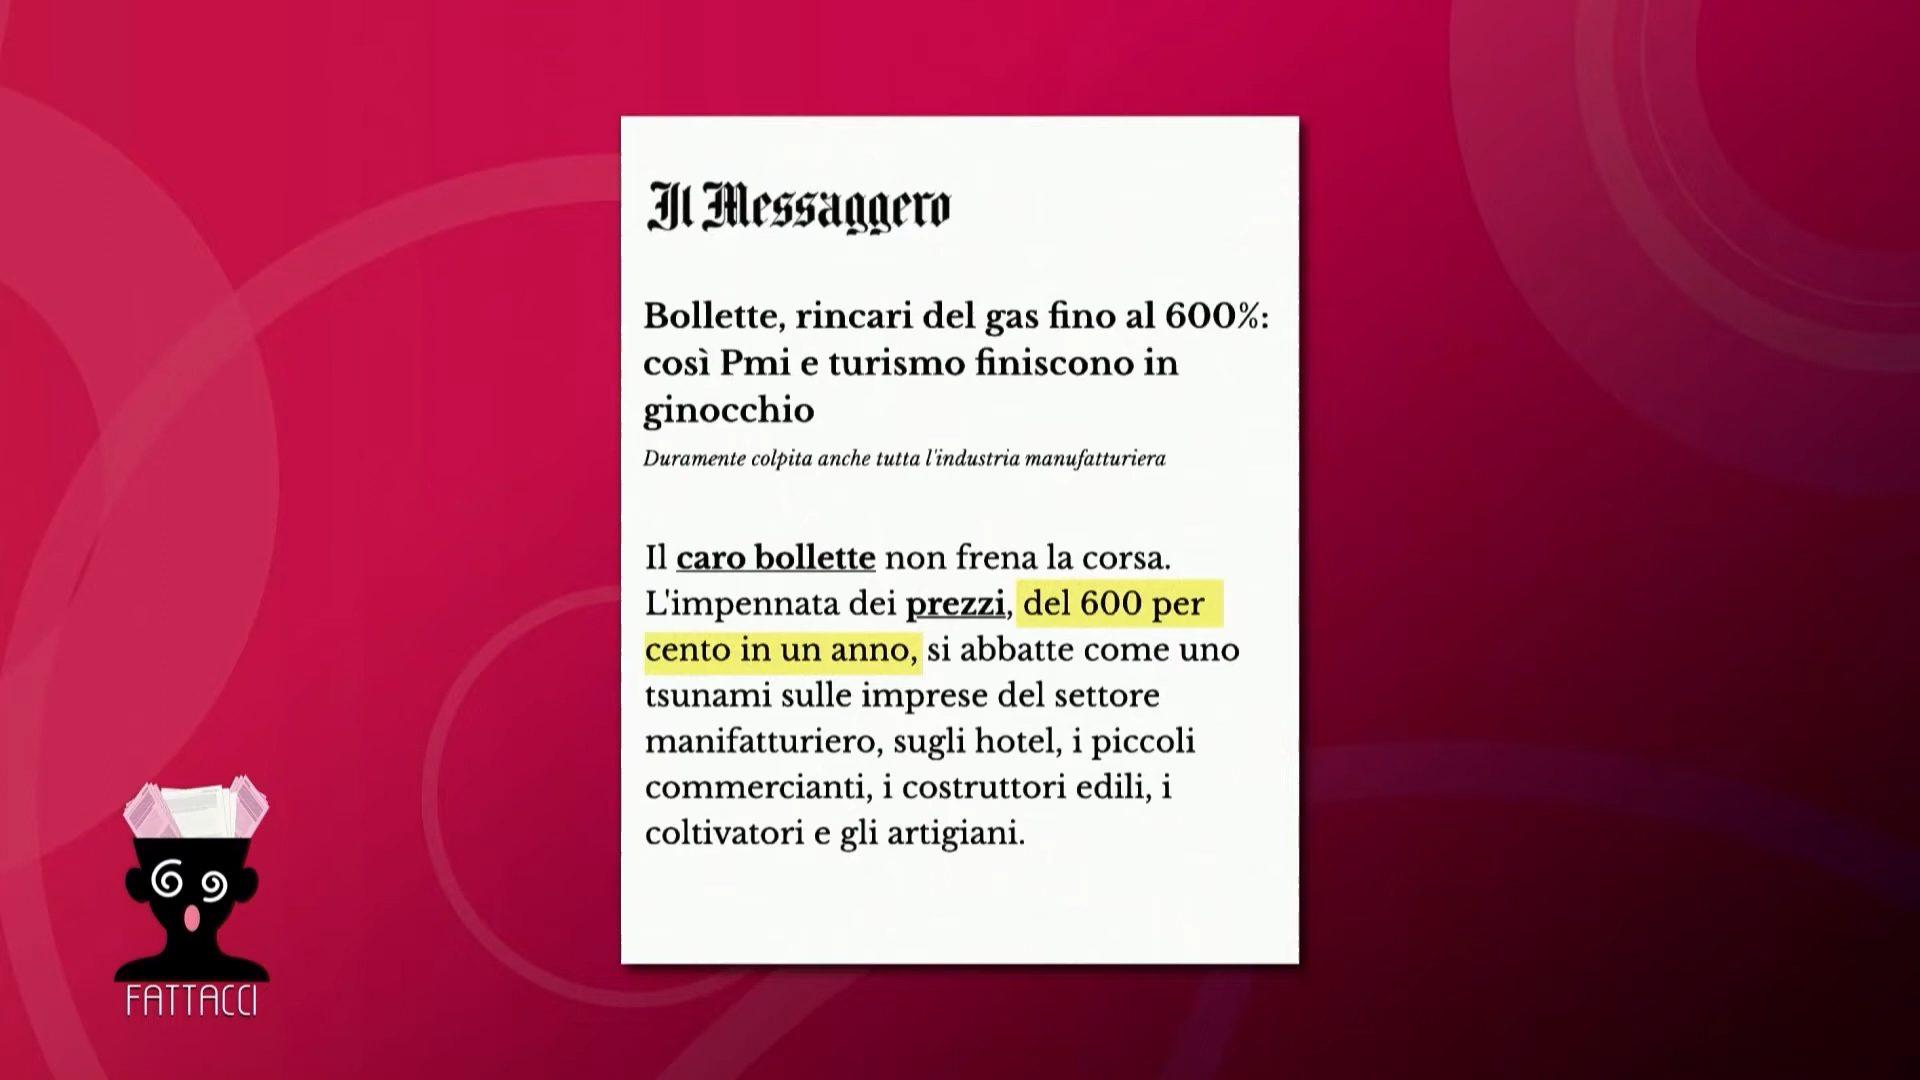 Il Messaggero
Bollette, rincari del gas fino al 600%:
così Pmi e turismo finiscono in
ginocchio
Duramente colpita anche tutta l'industria manufatturiera
Il caro bollette non frena la corsa.
L'impennata dei prezzi, del 600 per
cento in un anno, si abbatte come uno
tsunami sulle imprese del settore
manifatturiero, sugli hotel, i piccoli
commercianti, i costruttori edili, i
coltivatori e gli artigiani.
FATTACCI